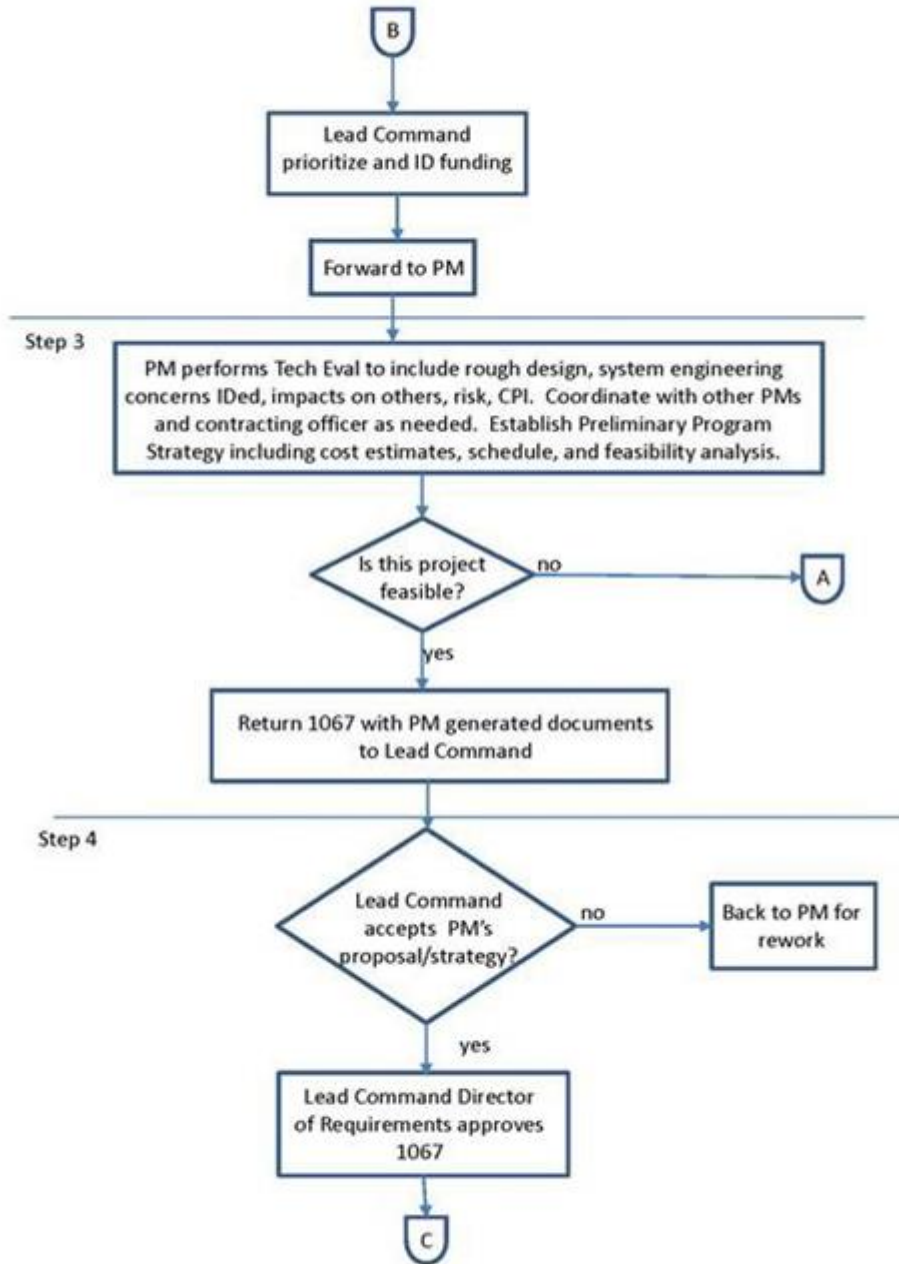 B
Lead Command
prioritize and ID funding
Forward to PM
Step 3
PM performs Tech Eval to include rough design, system engineering
concerns IDed, impacts on others, risk, CPI.  Coordinate with other PMs
and contracting officer as needed.  Establish Preliminary Program
Strategy including cost estimates, schedule, and feasibility analysis.
Is this project
feasible?
no
A
yes
Return 1067 with PM generated documents
to Lead Command
Step 4
Lead Command
accepts  PM's
proposal/strategy?
no
Back to PM for
rework
yes
Lead Command Director
of Requirements approves
1067
C